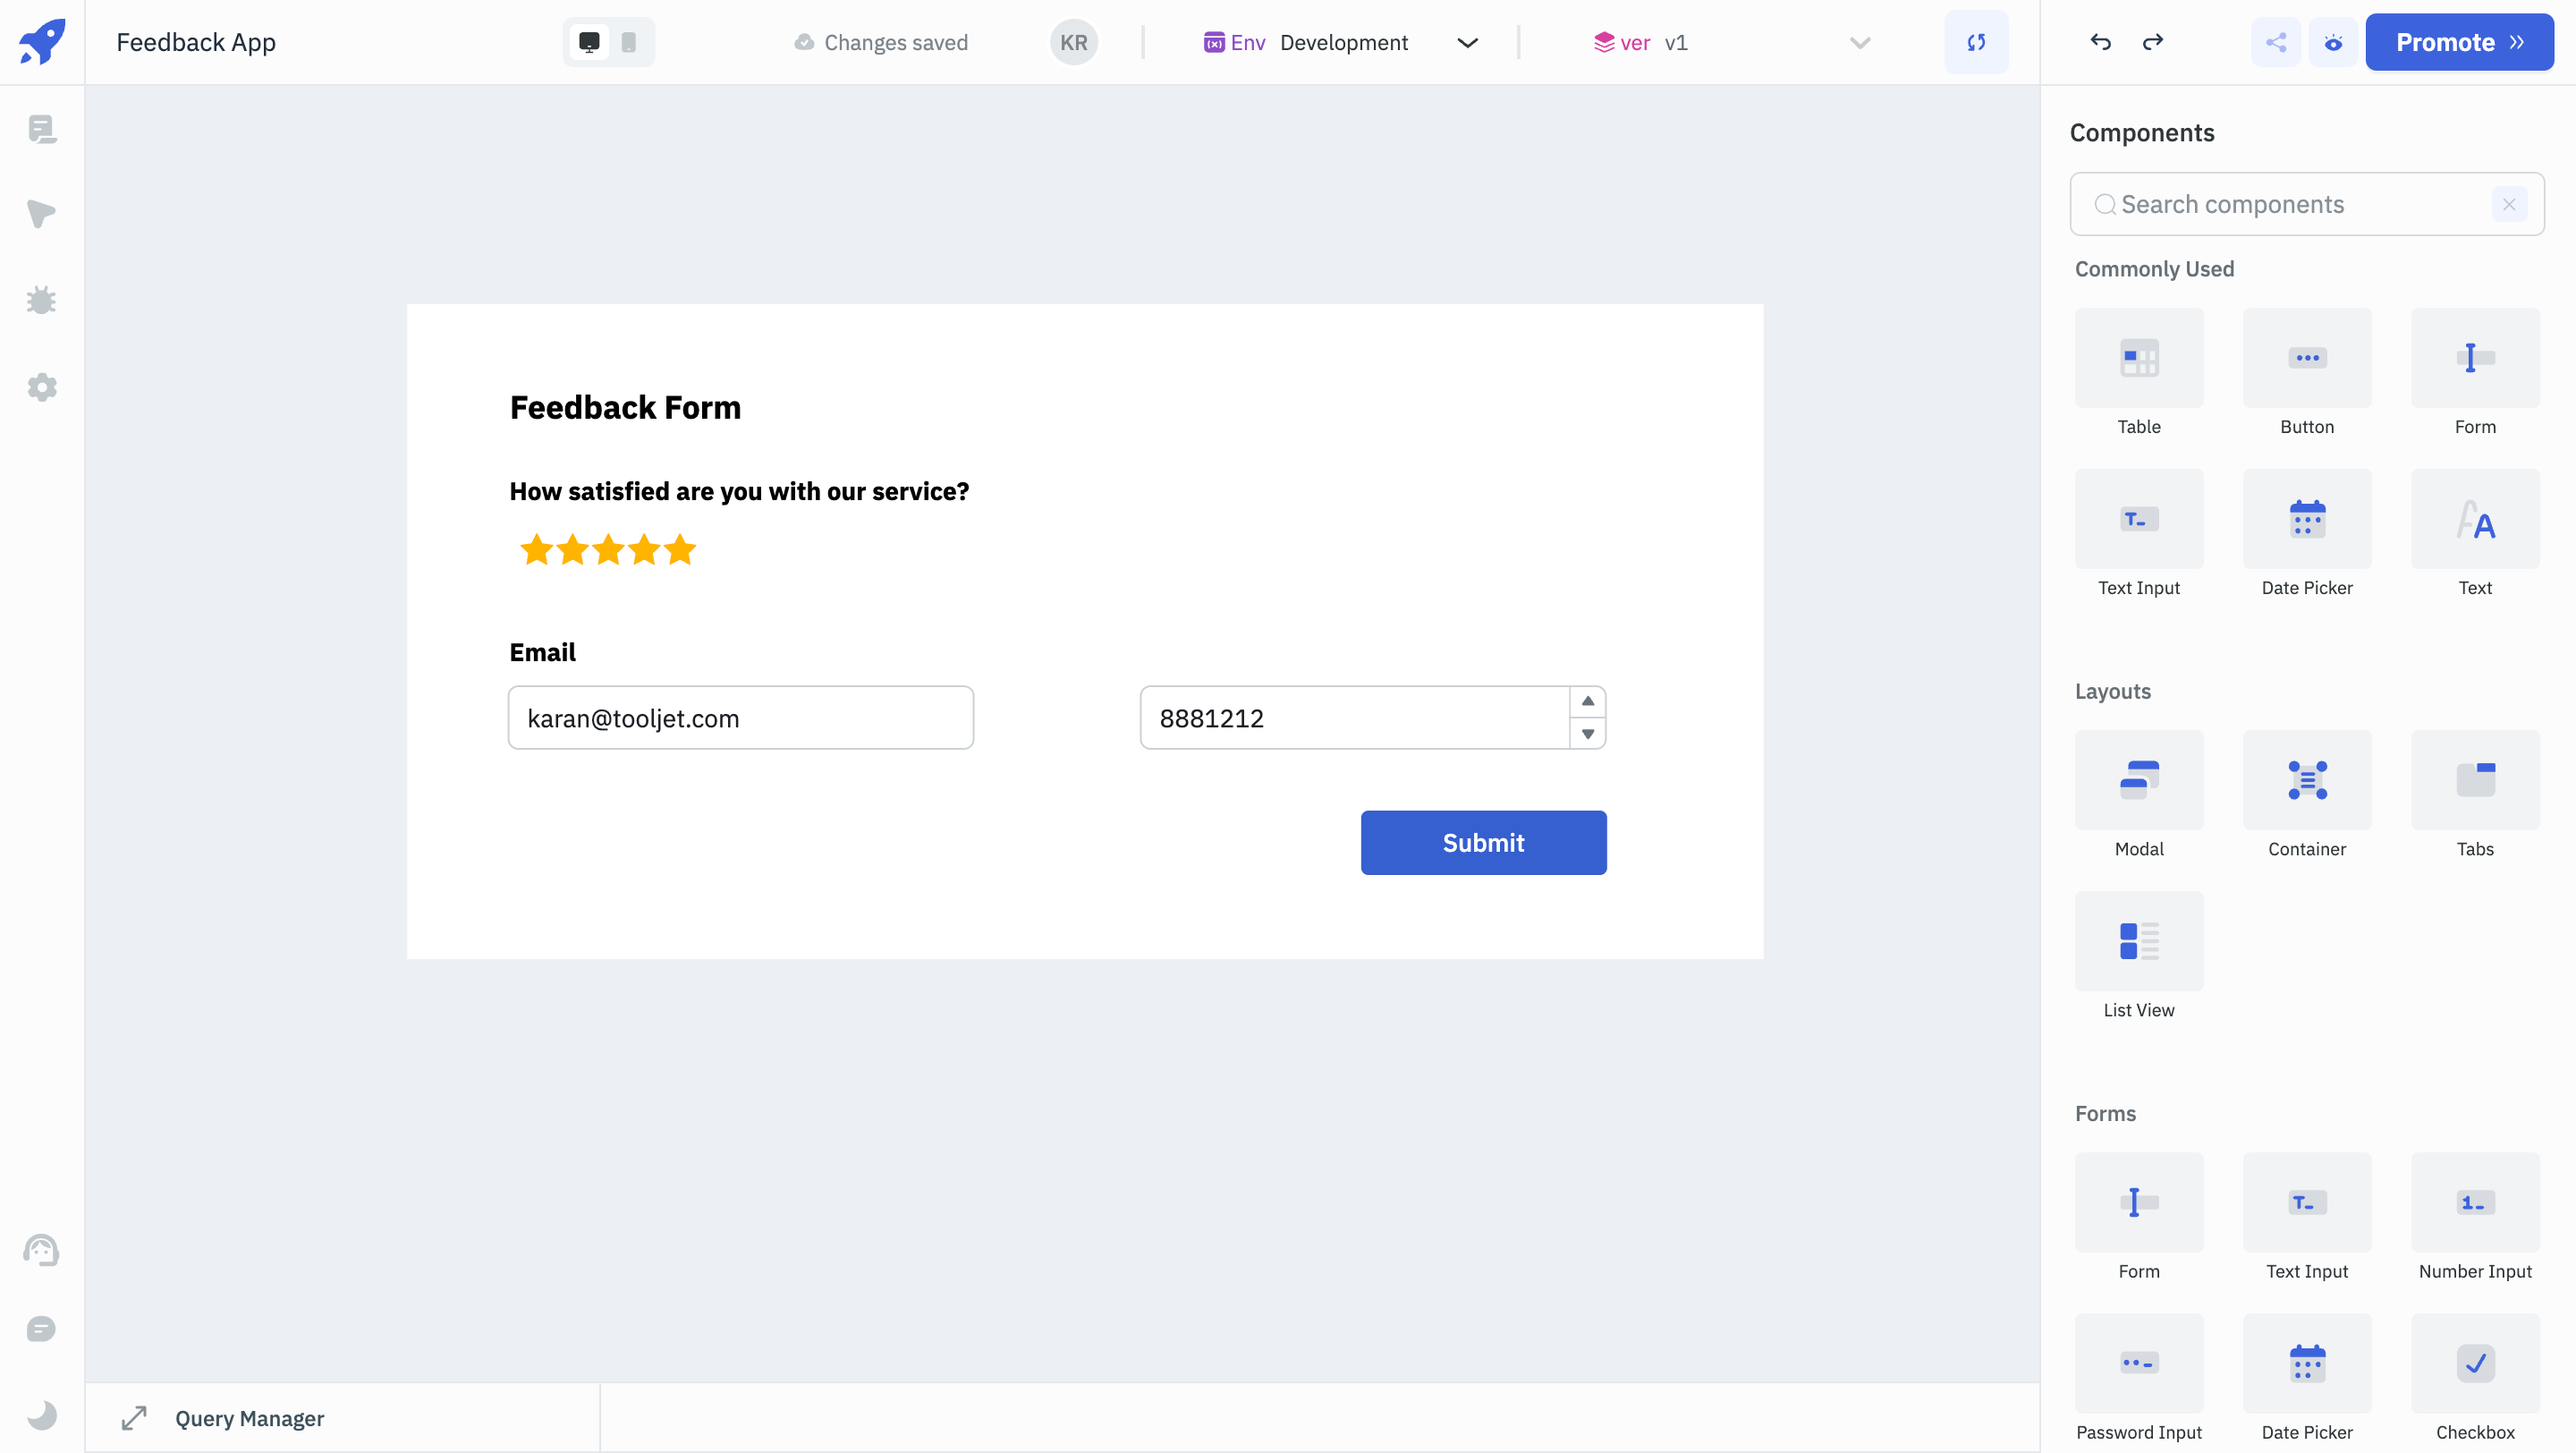 Feedback App
Changes saved
KR
Env Development
ver v1
Promote
Components
Search components
Commonly Used
Table Button Form
Text Input Date Picker Text
Layouts
Modal Container Tabs
List View
Forms
Form Text Input Number Input
Password Input Date Picker Checkbox
Feedback Form
How satisfied are you with our service?
Email
karan@tooljet.com
8881212
Submit
Query Manager